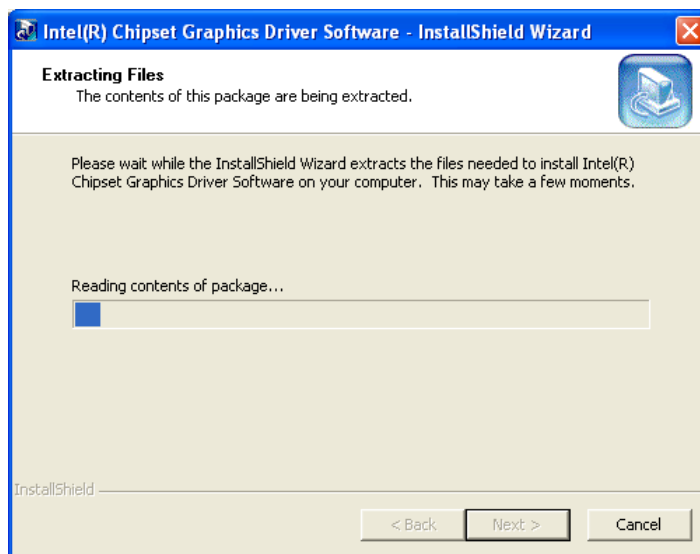 Intel(R) Chipset Graphics Driver Software - InstallShield Wizard
Extracting Files
The contents of this package are being extracted.
Please wait while the InstallShield Wizard extracts the files needed to install Intel(R)
Chipset Graphics Driver Software on your computer.  This may take a few moments.
Reading contents of package...
InstallShield
< Back
Next >
Cancel